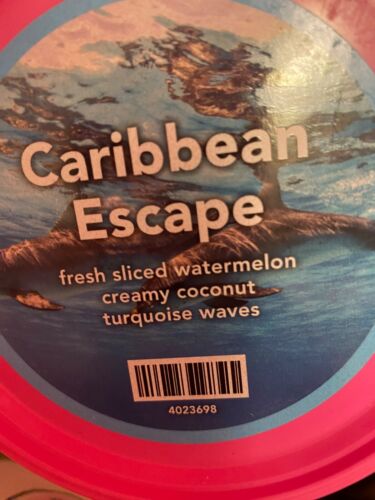 Caribbean
Escape
fresh sliced watermelon
creamy coconut
turquoise waves
4023698